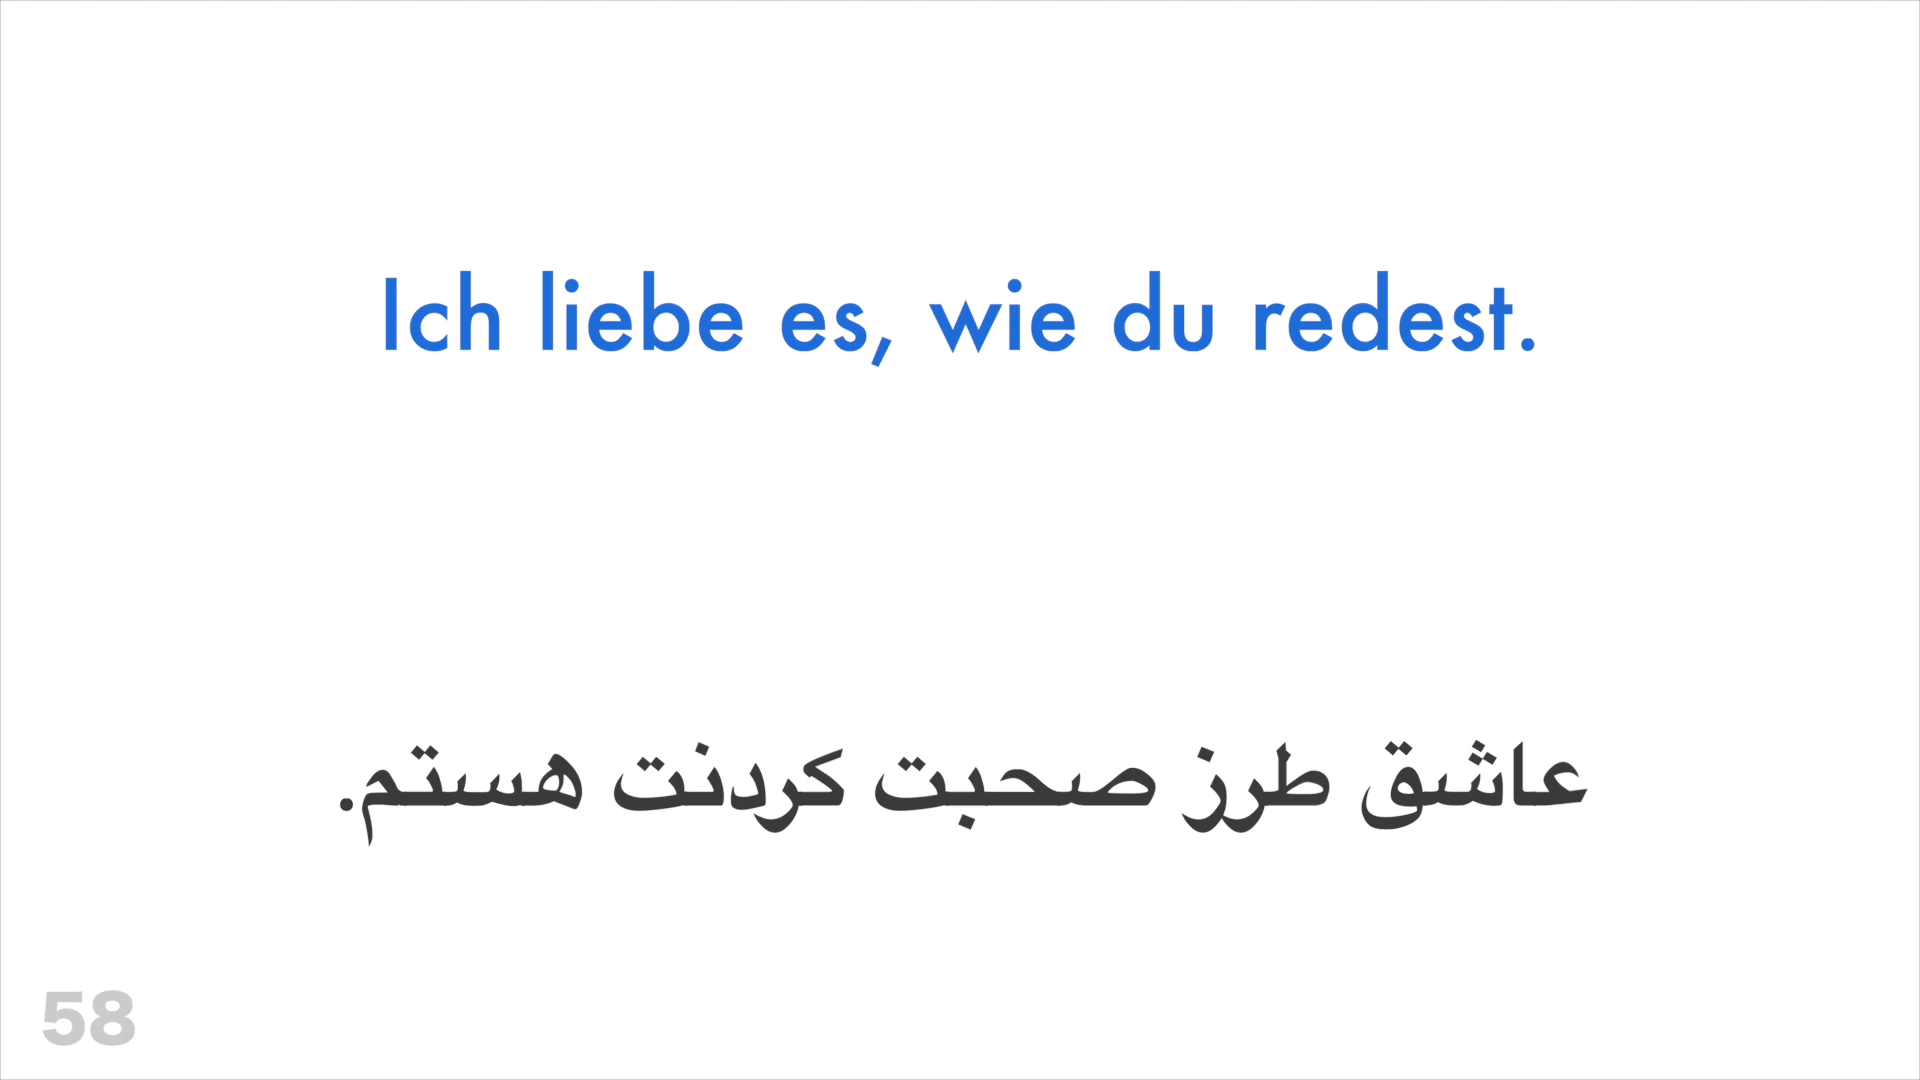 Ich liebe es, wie du redest.
عاشق طرز صحبت کردنت هستم.
58